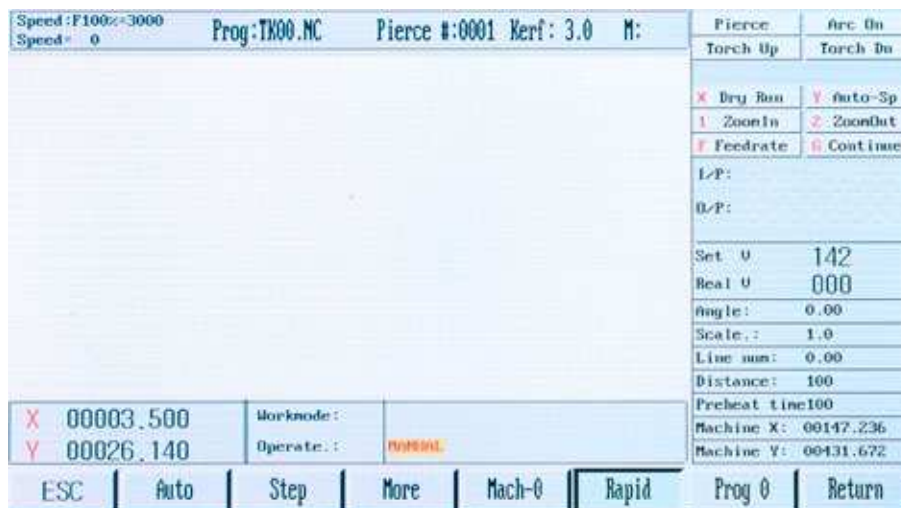 Speed:F100%=3000
Speed= 0
Prog:TK00.NC Pierce #:0001 Kerf: 3.0 M:
Pierce Arc On
Torch Up Torch Dn
X Dry Run Y Auto-Sp
1 ZoomIn 2 ZoomOut
F Feedrate G Continue
I/P:
O/P:
Set V 142
Real V 000
Angle: 0.00
Scale.: 1.0
Line num: 0.00
Distance: 100
Preheat time100
Machine X: 00147.236
Machine Y: 00431.672
X 00003.500 Workmode:
Y 00026.140 Operate.: MANUAL
ESC Auto Step More Mach-0 Rapid Prog 0 Return